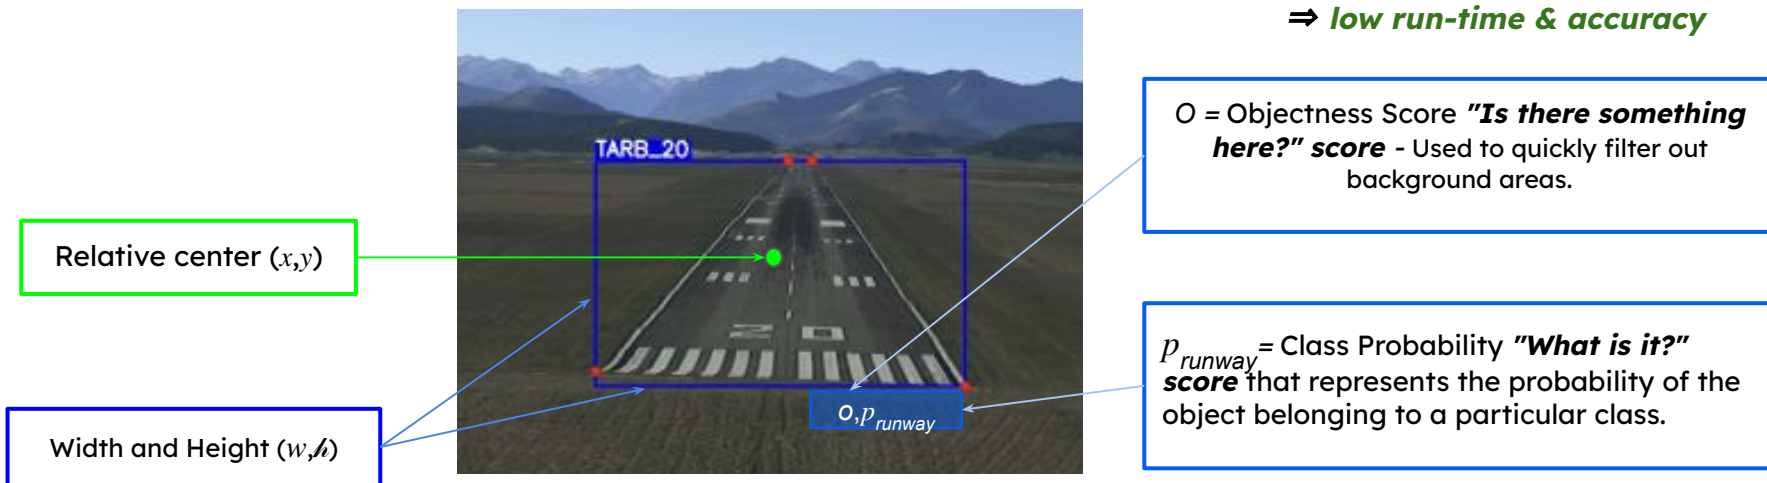 ⇒ low run-time & accuracy
O = Objectness Score "Is there something
here?" score - Used to quickly filter out
background areas.
TARB_20
Relative center (x,y)
20
p_runway = Class Probability "What is it?"
score that represents the probability of the
object belonging to a particular class.
o,p_runway
Width and Height (w,h)